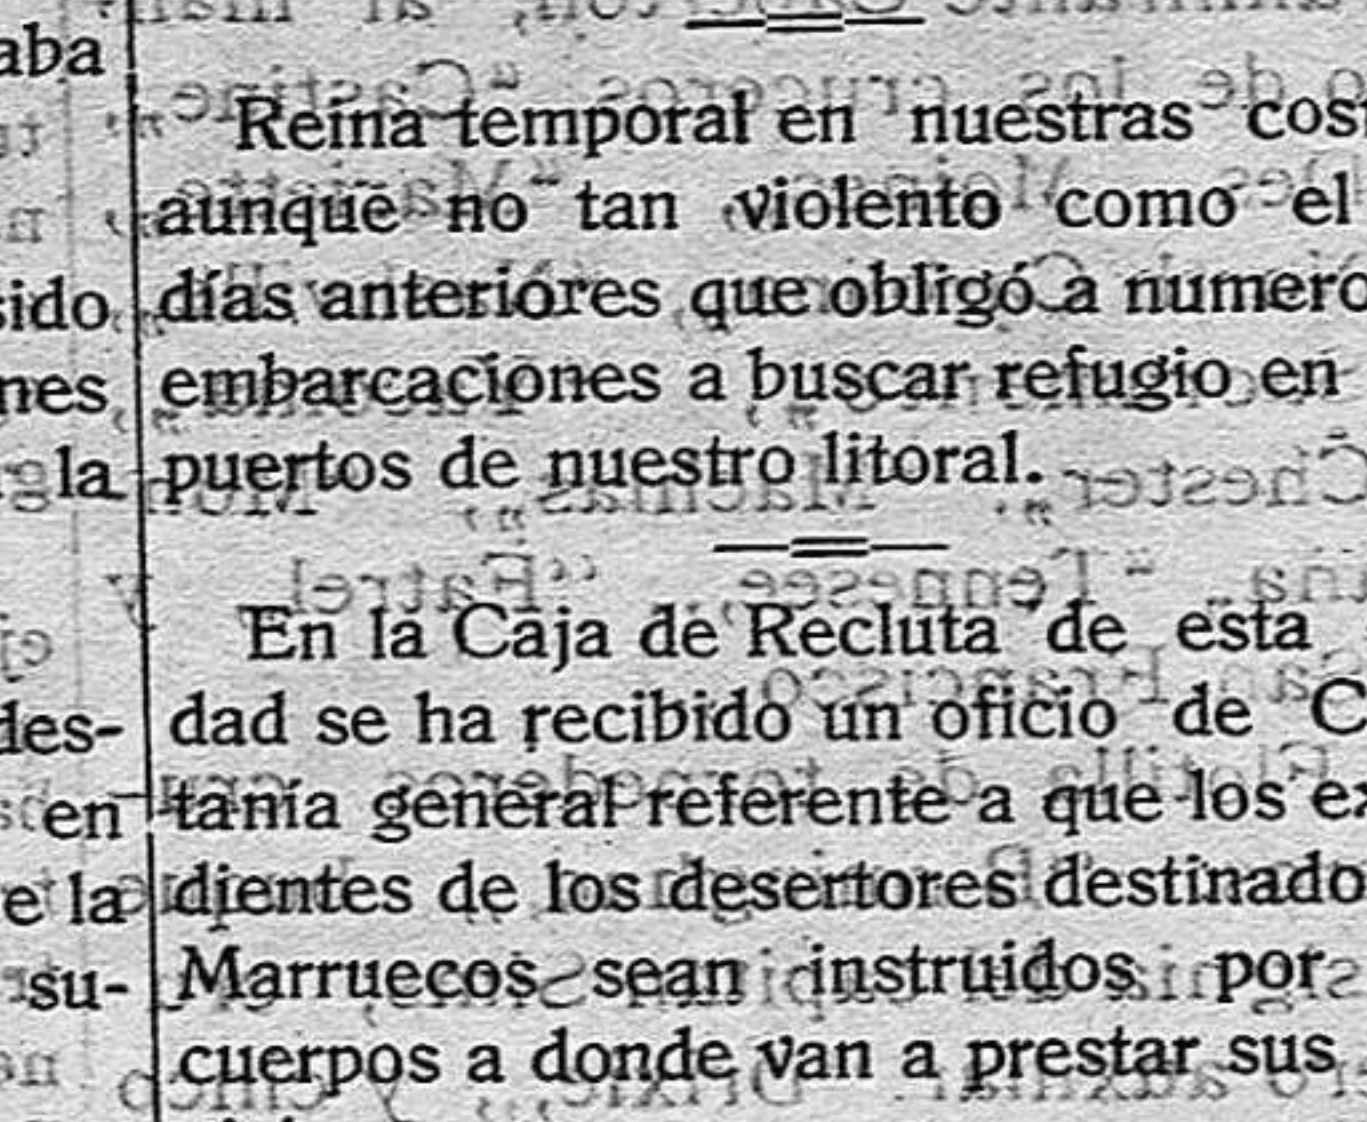 aba
sido
nes
la
des-
en
e la
su-
Reina temporal en nuestras cos
aunque no tan violento como el
días anterióres que obligó a numero
embarcaciones a buscar refugio en
puertos de nuestro litoral.
En la Caja de Recluta de esta
dad se ha recibido un oficio de C
tanía general referente a que los ex
dientes de los desertores destinado
Marruecos sean instruidos por
cuerpos a donde van a prestar sus